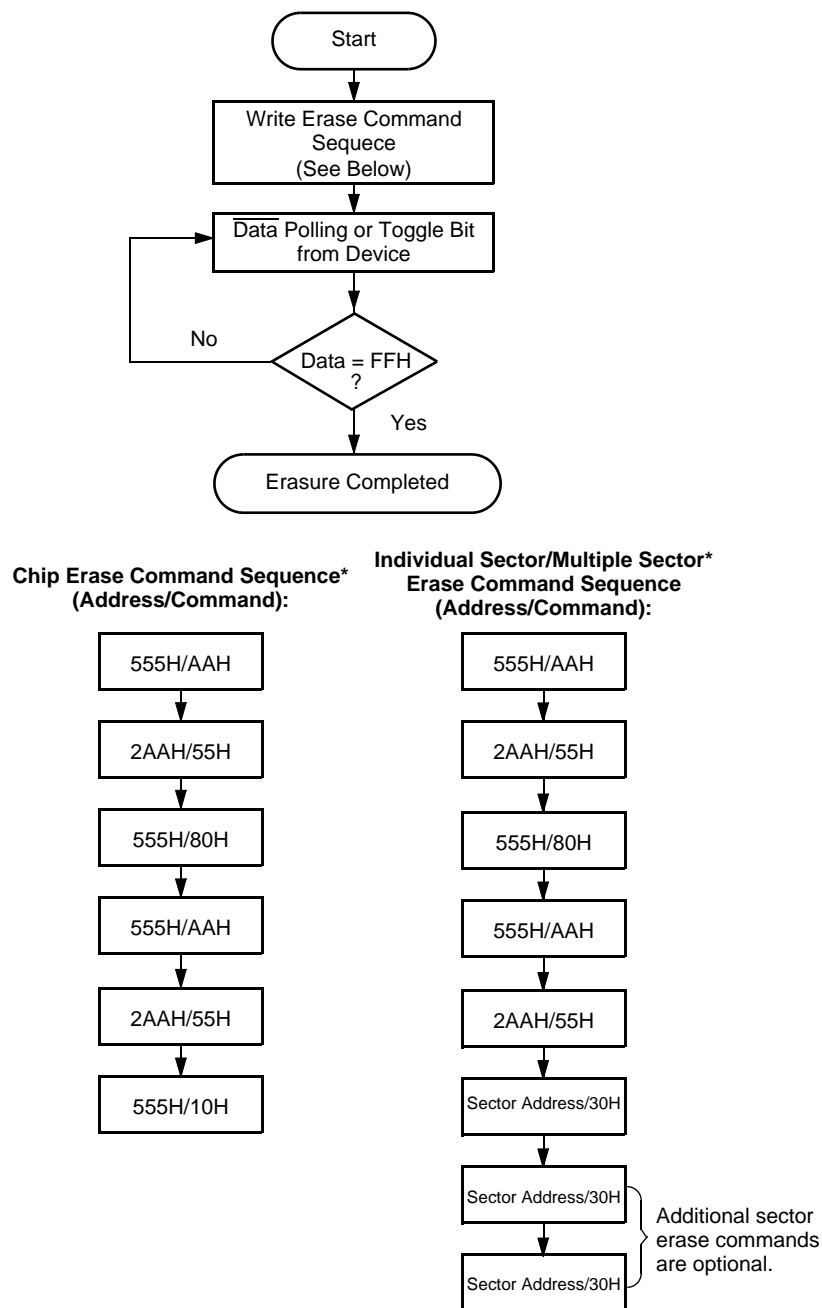 Start
Write Erase Command
Sequece
(See Below)
Data Polling or Toggle Bit
from Device
No
Data = FFH
?
Yes
Erasure Completed
Chip Erase Command Sequence*
(Address/Command):
555H/AAH
2AAH/55H
555H/80H
555H/AAH
2AAH/55H
555H/10H
Individual Sector/Multiple Sector*
Erase Command Sequence
(Address/Command):
555H/AAH
2AAH/55H
555H/80H
555H/AAH
2AAH/55H
Sector Address/30H
Sector Address/30H
Sector Address/30H
Additional sector
erase commands
are optional.